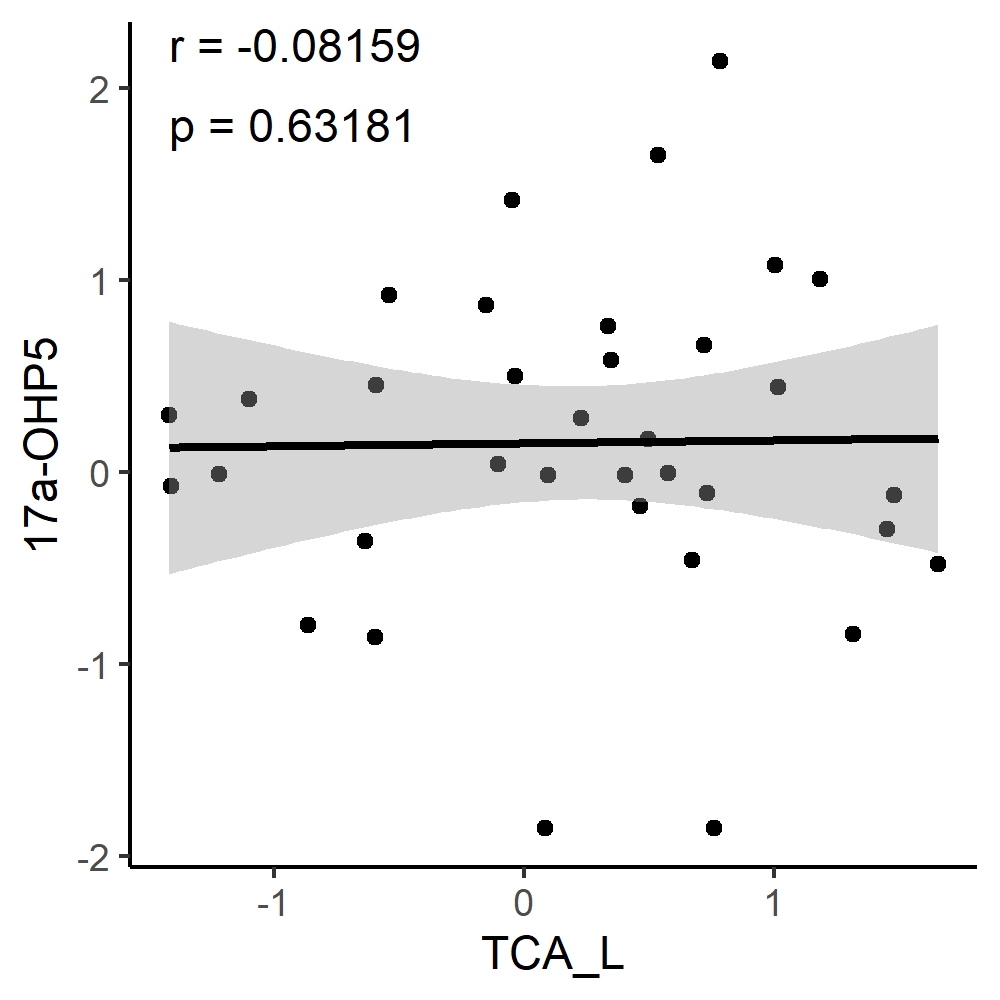 r = -0.08159
p = 0.63181
2
1
0
-1
-2
17a-OHP5
-1 0 1
TCA_L